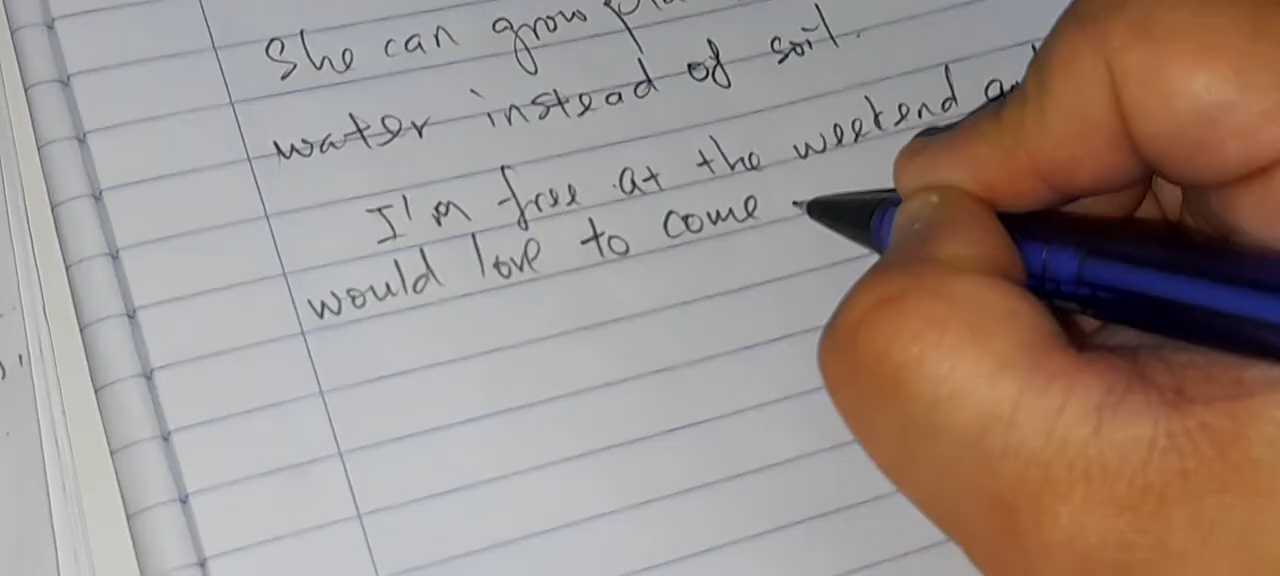 She can grow
water instead of soil.
I'm free at the weekend
would love to come